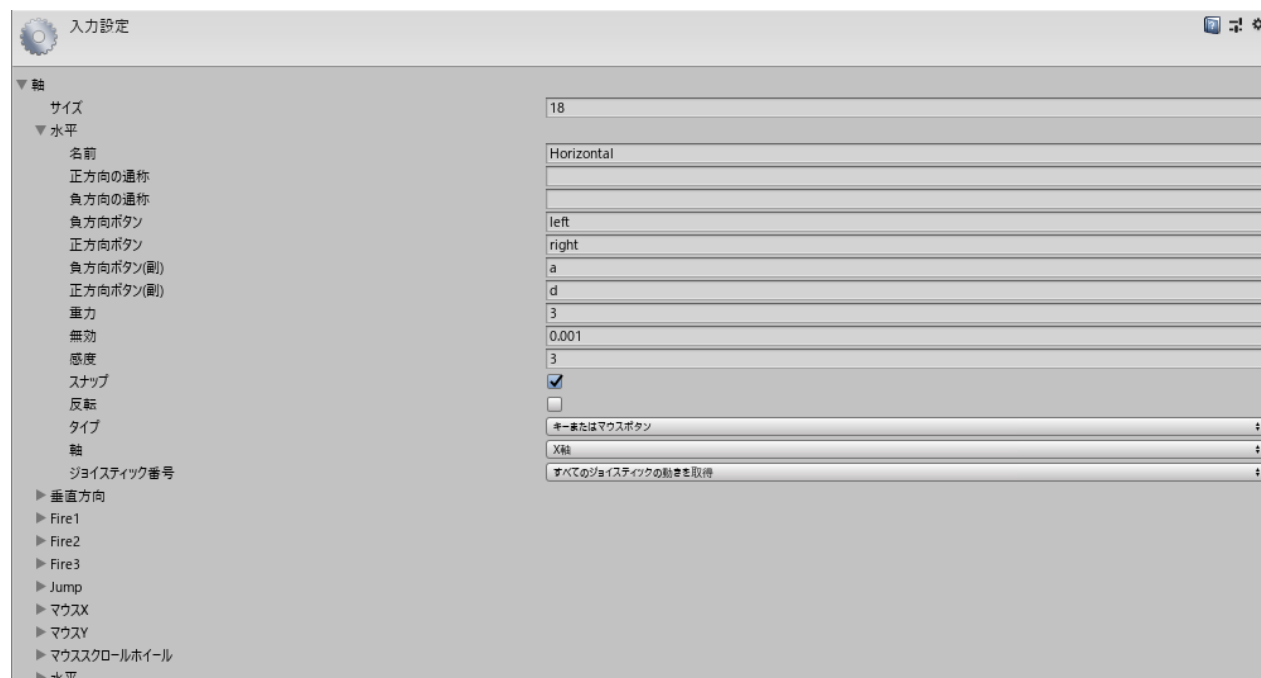 入力設定
軸
サイズ 18
水平
名前 Horizontal
正方向の通称
負方向の通称
負方向ボタン left
正方向ボタン right
負方向ボタン(副) a
正方向ボタン(副) d
重力 3
無効 0.001
感度 3
スナップ
反転
タイプ キーまたはマウスボタン
軸 X軸
ジョイスティック番号 すべてのジョイスティックの動きを取得
垂直方向
Fire1
Fire2
Fire3
Jump
マウスX
マウスY
マウススクロールホイール
水平